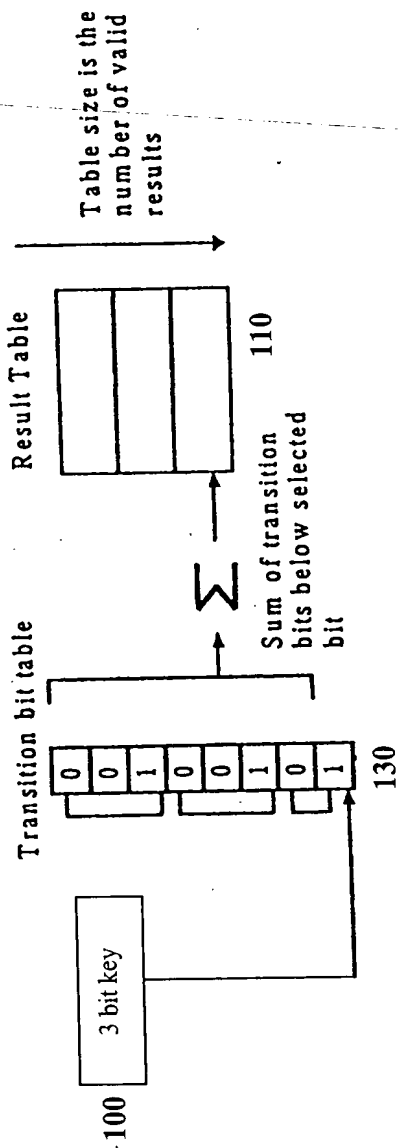 100
3 bit key
Transition bit table
0
0
1
0
0
1
0
1
130
Σ
Sum of transition
bits below selected
bit
Result Table
110
Table size is the
number of valid
results